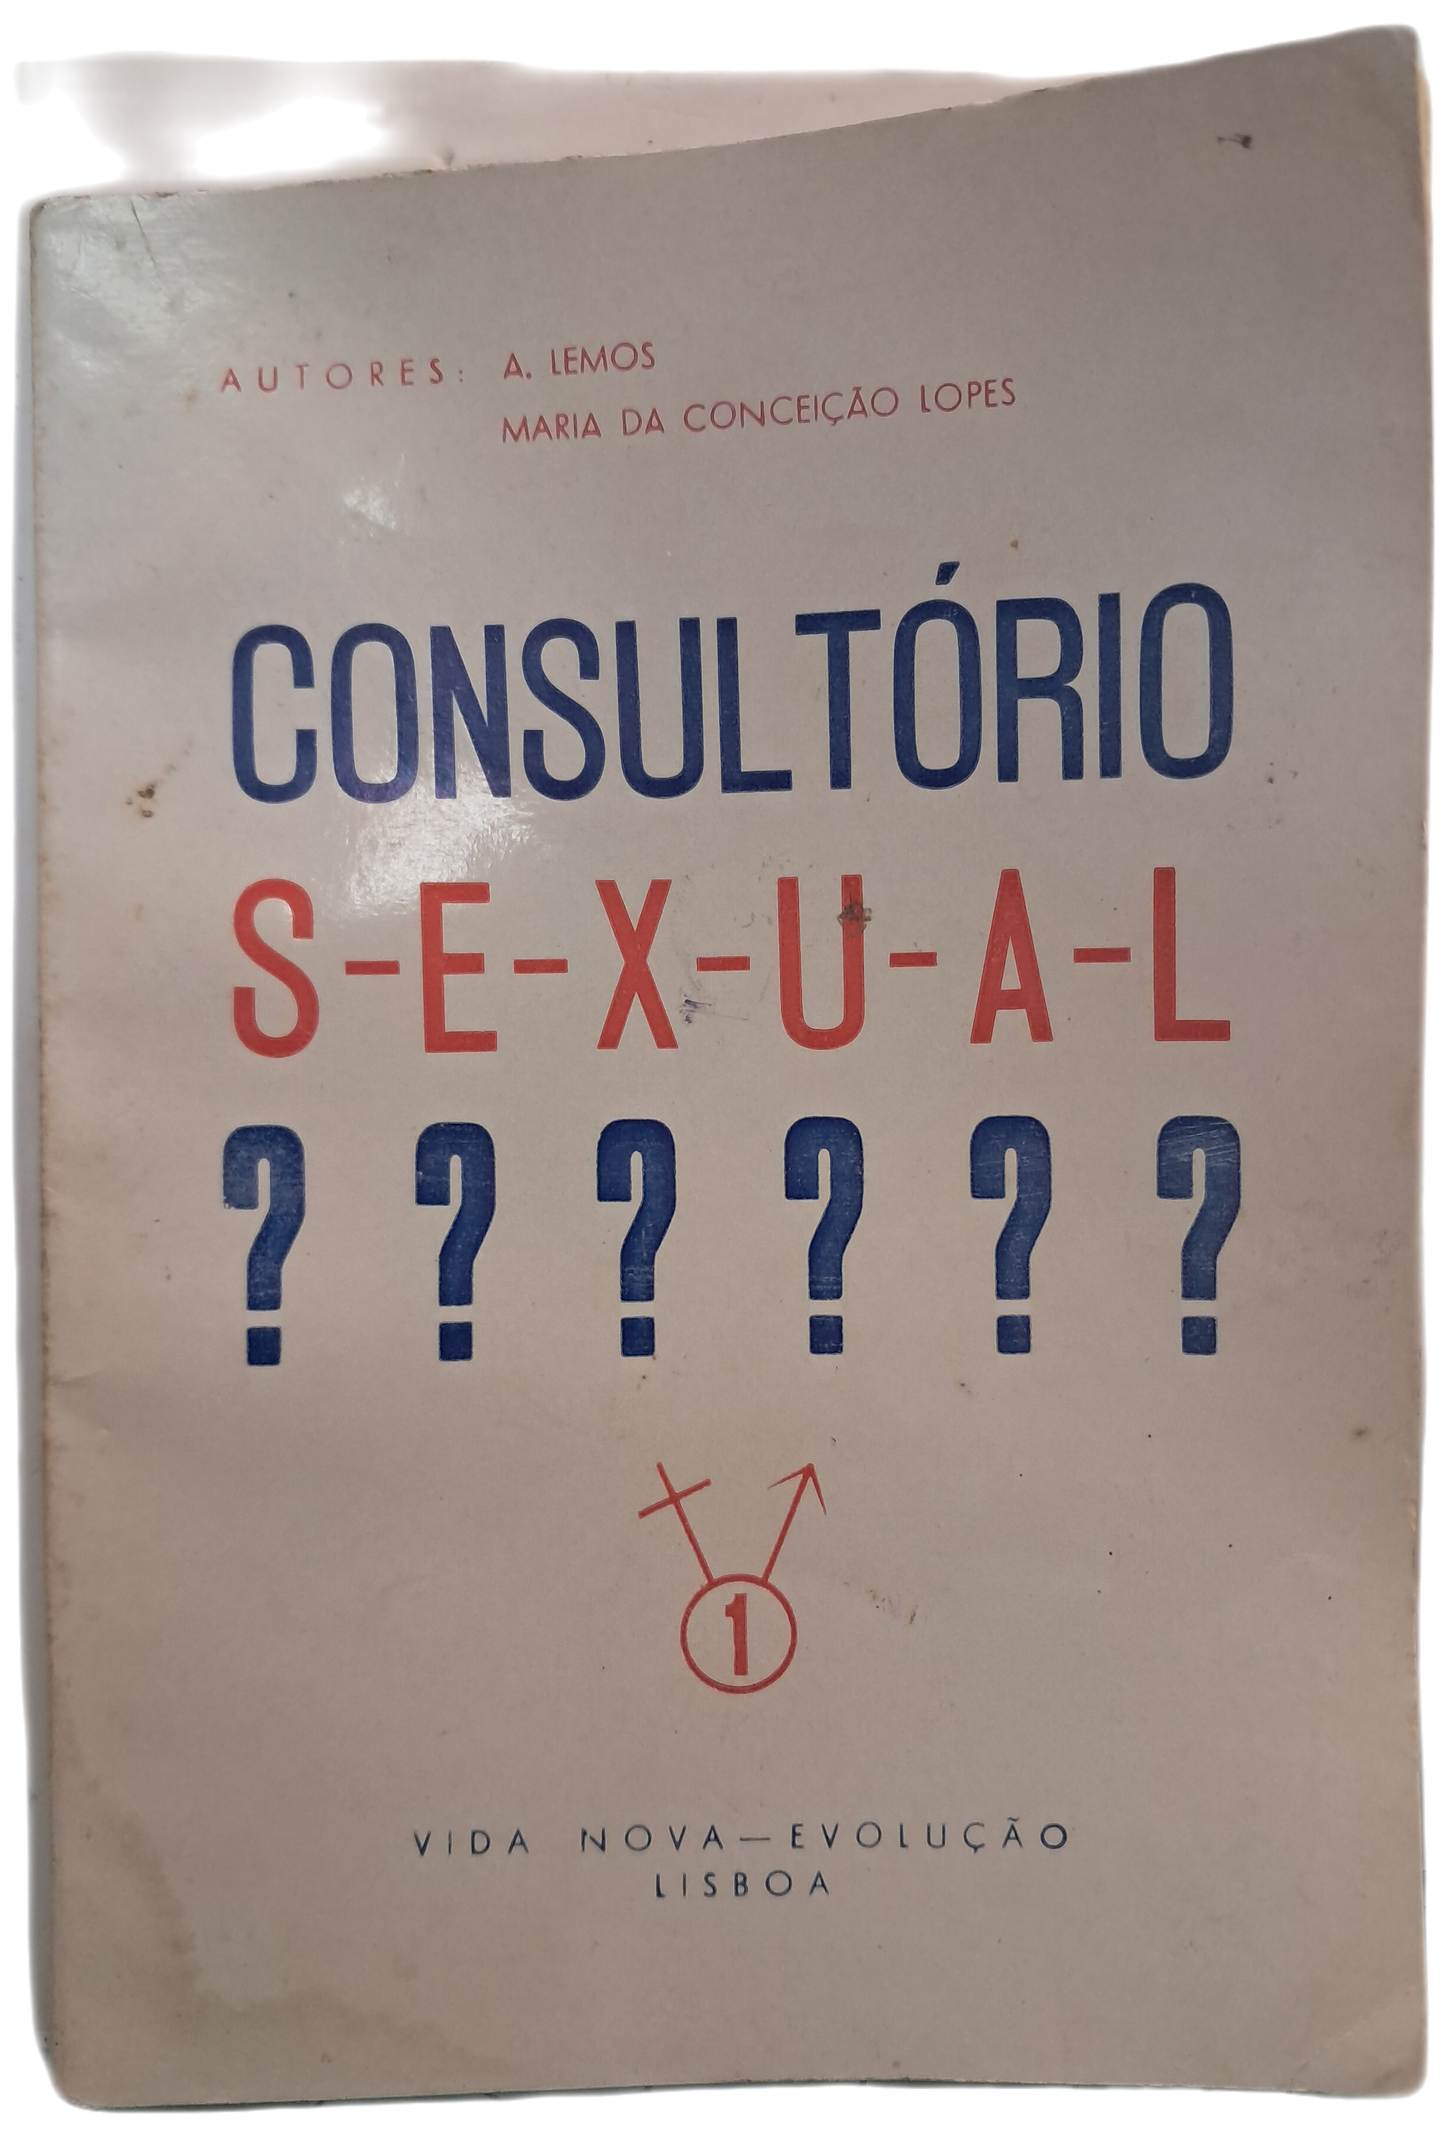 AUTORES: A. LEMOS
MARIA DA CONCEIÇÃO LOPES
CONSULTÓRIO
S-E-X-U-A-L
? ? ? ? ? ?
1
VIDA NOVA—EVOLUÇÃO
LISBOA